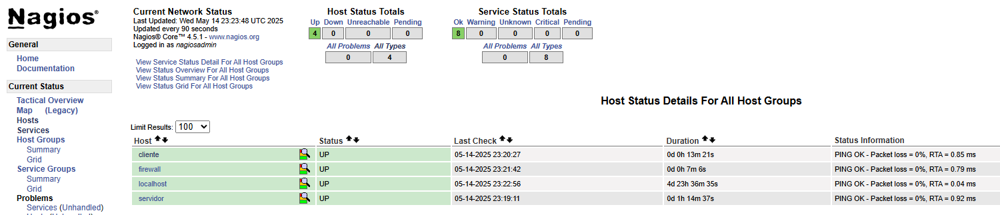 Nagios®
General
Home
Documentation
Current Status
Tactical Overview
Map (Legacy)
Hosts
Services
Host Groups
Summary
Grid
Service Groups
Summary
Grid
Problems
Services (Unhandled)
Current Network Status
Last Updated: Wed May 14 23:23:48 UTC 2025
Updated every 90 seconds
Nagios® Core™ 4.5.1 - www.nagios.org
Logged in as nagiosadmin
View Service Status Detail For All Host Groups
View Status Overview For All Host Groups
View Status Summary For All Host Groups
View Status Grid For All Host Groups
Host Status Totals
Up Down Unreachable Pending
4 0 0 0
All Problems All Types
0 4
Service Status Totals
Ok Warning Unknown Critical Pending
8 0 0 0 0
All Problems All Types
0 8
Host Status Details For All Host Groups
Limit Results: 100
Host Status Last Check Duration Status Information
cliente UP 05-14-2025 23:20:27 0d 0h 13m 21s PING OK - Packet loss = 0%, RTA = 0.85 ms
firewall UP 05-14-2025 23:21:42 0d 0h 7m 6s PING OK - Packet loss = 0%, RTA = 0.79 ms
localhost UP 05-14-2025 23:22:56 4d 23h 36m 35s PING OK - Packet loss = 0%, RTA = 0.04 ms
servidor UP 05-14-2025 23:19:11 0d 1h 14m 37s PING OK - Packet loss = 0%, RTA = 0.92 ms